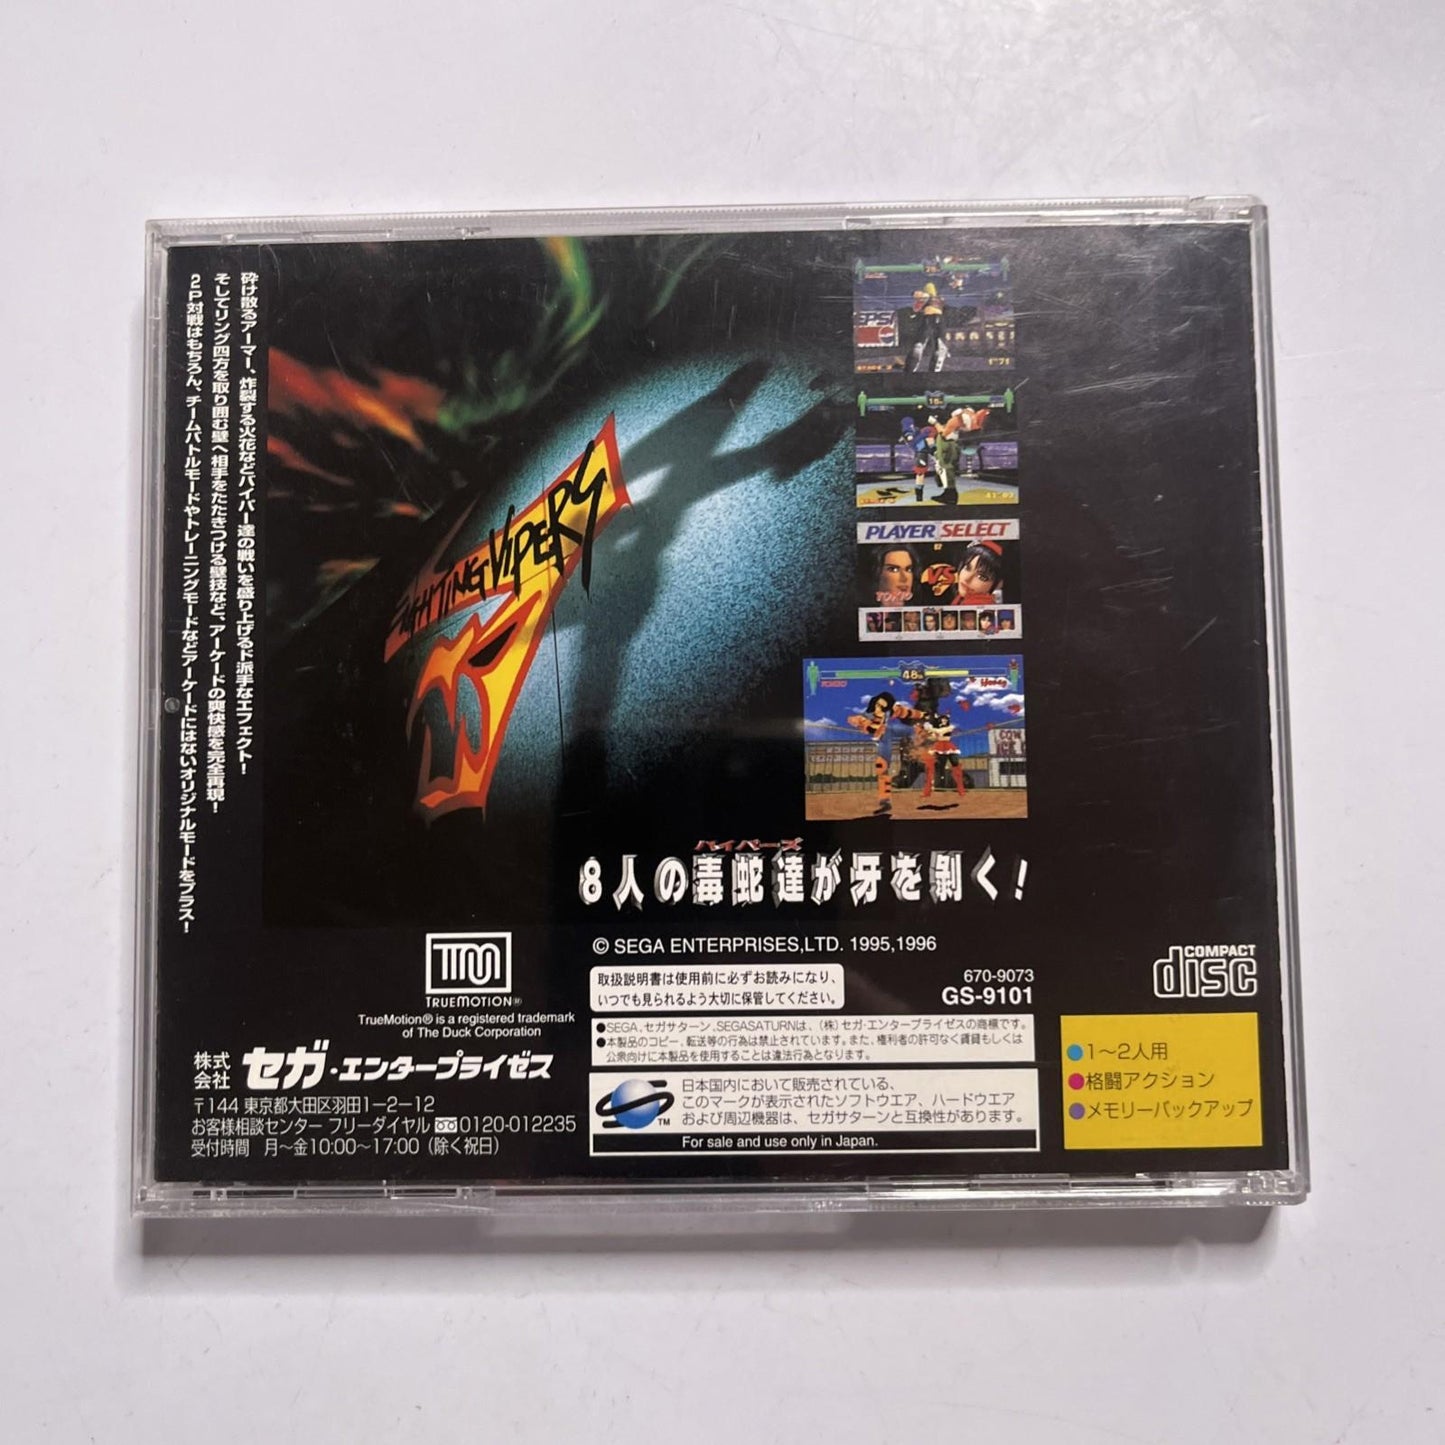 砕け散るアーマー、炸裂する火花などバイパー達の戦いを盛り上げるド派手なエフェクト!
そしてリング四方を取り囲む壁へ相手をたたきつける壁技など、アーケードの爽快感を完全再現!
2P対戦はもちろん、チームバトルモードやトレーニングモードなどアーケードにはないオリジナルモードをプラス!
FIGHTING VIPERS
PLAYER SELECT
VS
TOKIO
48
Honey
バイパーズ
8人の毒蛇達が牙を剝く!
TM
TRUEMOTION®
TrueMotion® is a registered trademark
of The Duck Corporation
株式会社 セガ・エンタープライゼス
〒144 東京都大田区羽田1−2−12
お客様相談センター フリーダイヤル 0120-012235
受付時間 月〜金10:00〜17:00(除く祝日)
© SEGA ENTERPRISES,LTD. 1995,1996
取扱説明書は使用前に必ずお読みになり、
いつでも見られるよう大切に保管してください。
670-9073
GS-9101
●SEGA、セガサターン、SEGASATURNは、(株)セガ・エンタープライゼスの商標です。
●本製品のコピー、転送等の行為は禁止されています。また、権利者の許可なく賃貸もしくは
公衆向けに本製品を使用することは違法行為となります。
TM
日本国内において販売されている、
このマークが表示されたソフトウエア、ハードウエア
および周辺機器は、セガサターンと互換性があります。
For sale and use only in Japan.
COMPACT
disc
●1〜2人用
●格闘アクション
●メモリーバックアップ